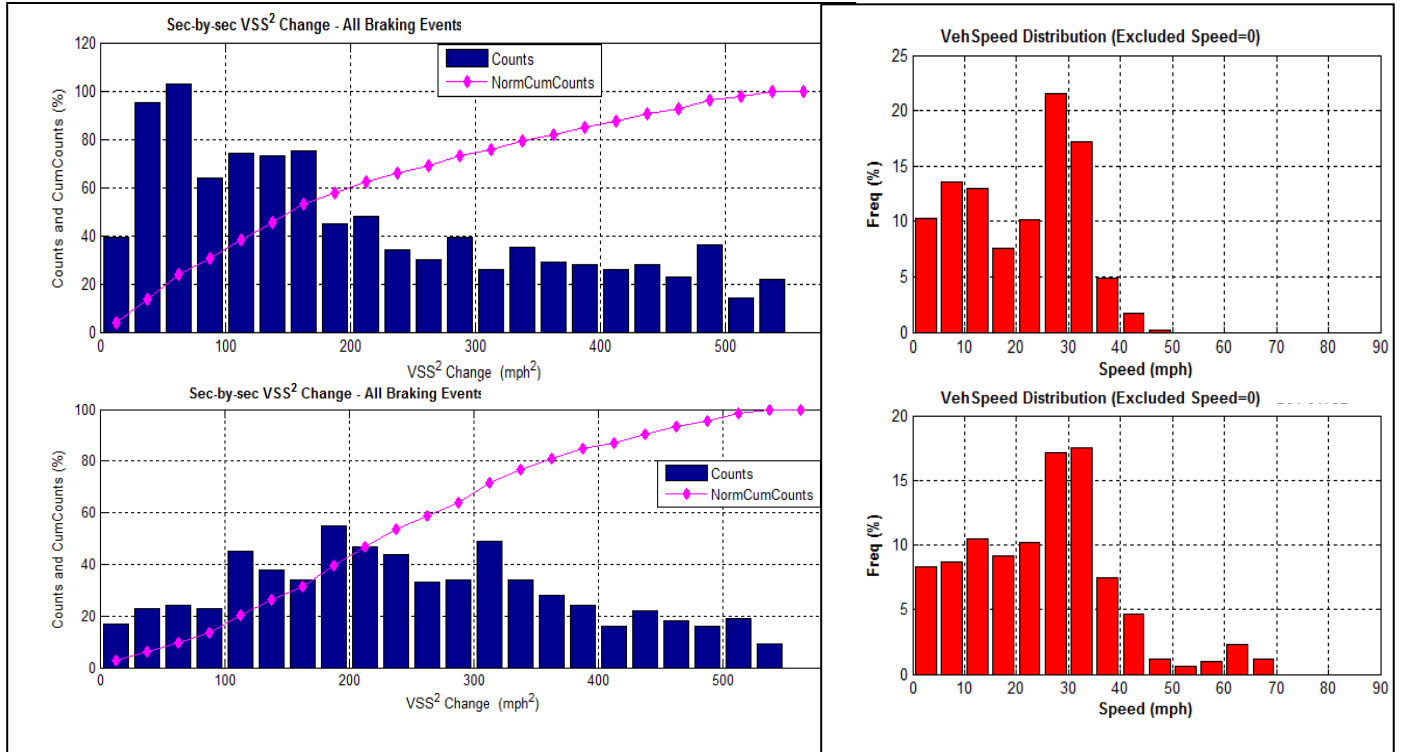 Sec-by-sec VSS² Change - All Braking Events
Counts and CumCounts (%)
120
100
80
60
40
20
0
Counts
NormCumCounts
0 100 200 300 400 500
VSS² Change (mph²)
Sec-by-sec VSS² Change - All Braking Events
Counts and CumCounts (%)
100
80
60
40
20
0
Counts
NormCumCounts
0 100 200 300 400 500
VSS² Change (mph²)
Veh Speed Distribution (Excluded Speed=0)
Freq (%)
25
20
15
10
5
0
0 10 20 30 40 50 60 70 80 90
Speed (mph)
Veh Speed Distribution (Excluded Speed=0)
Freq (%)
20
15
10
5
0
0 10 20 30 40 50 60 70 80 90
Speed (mph)